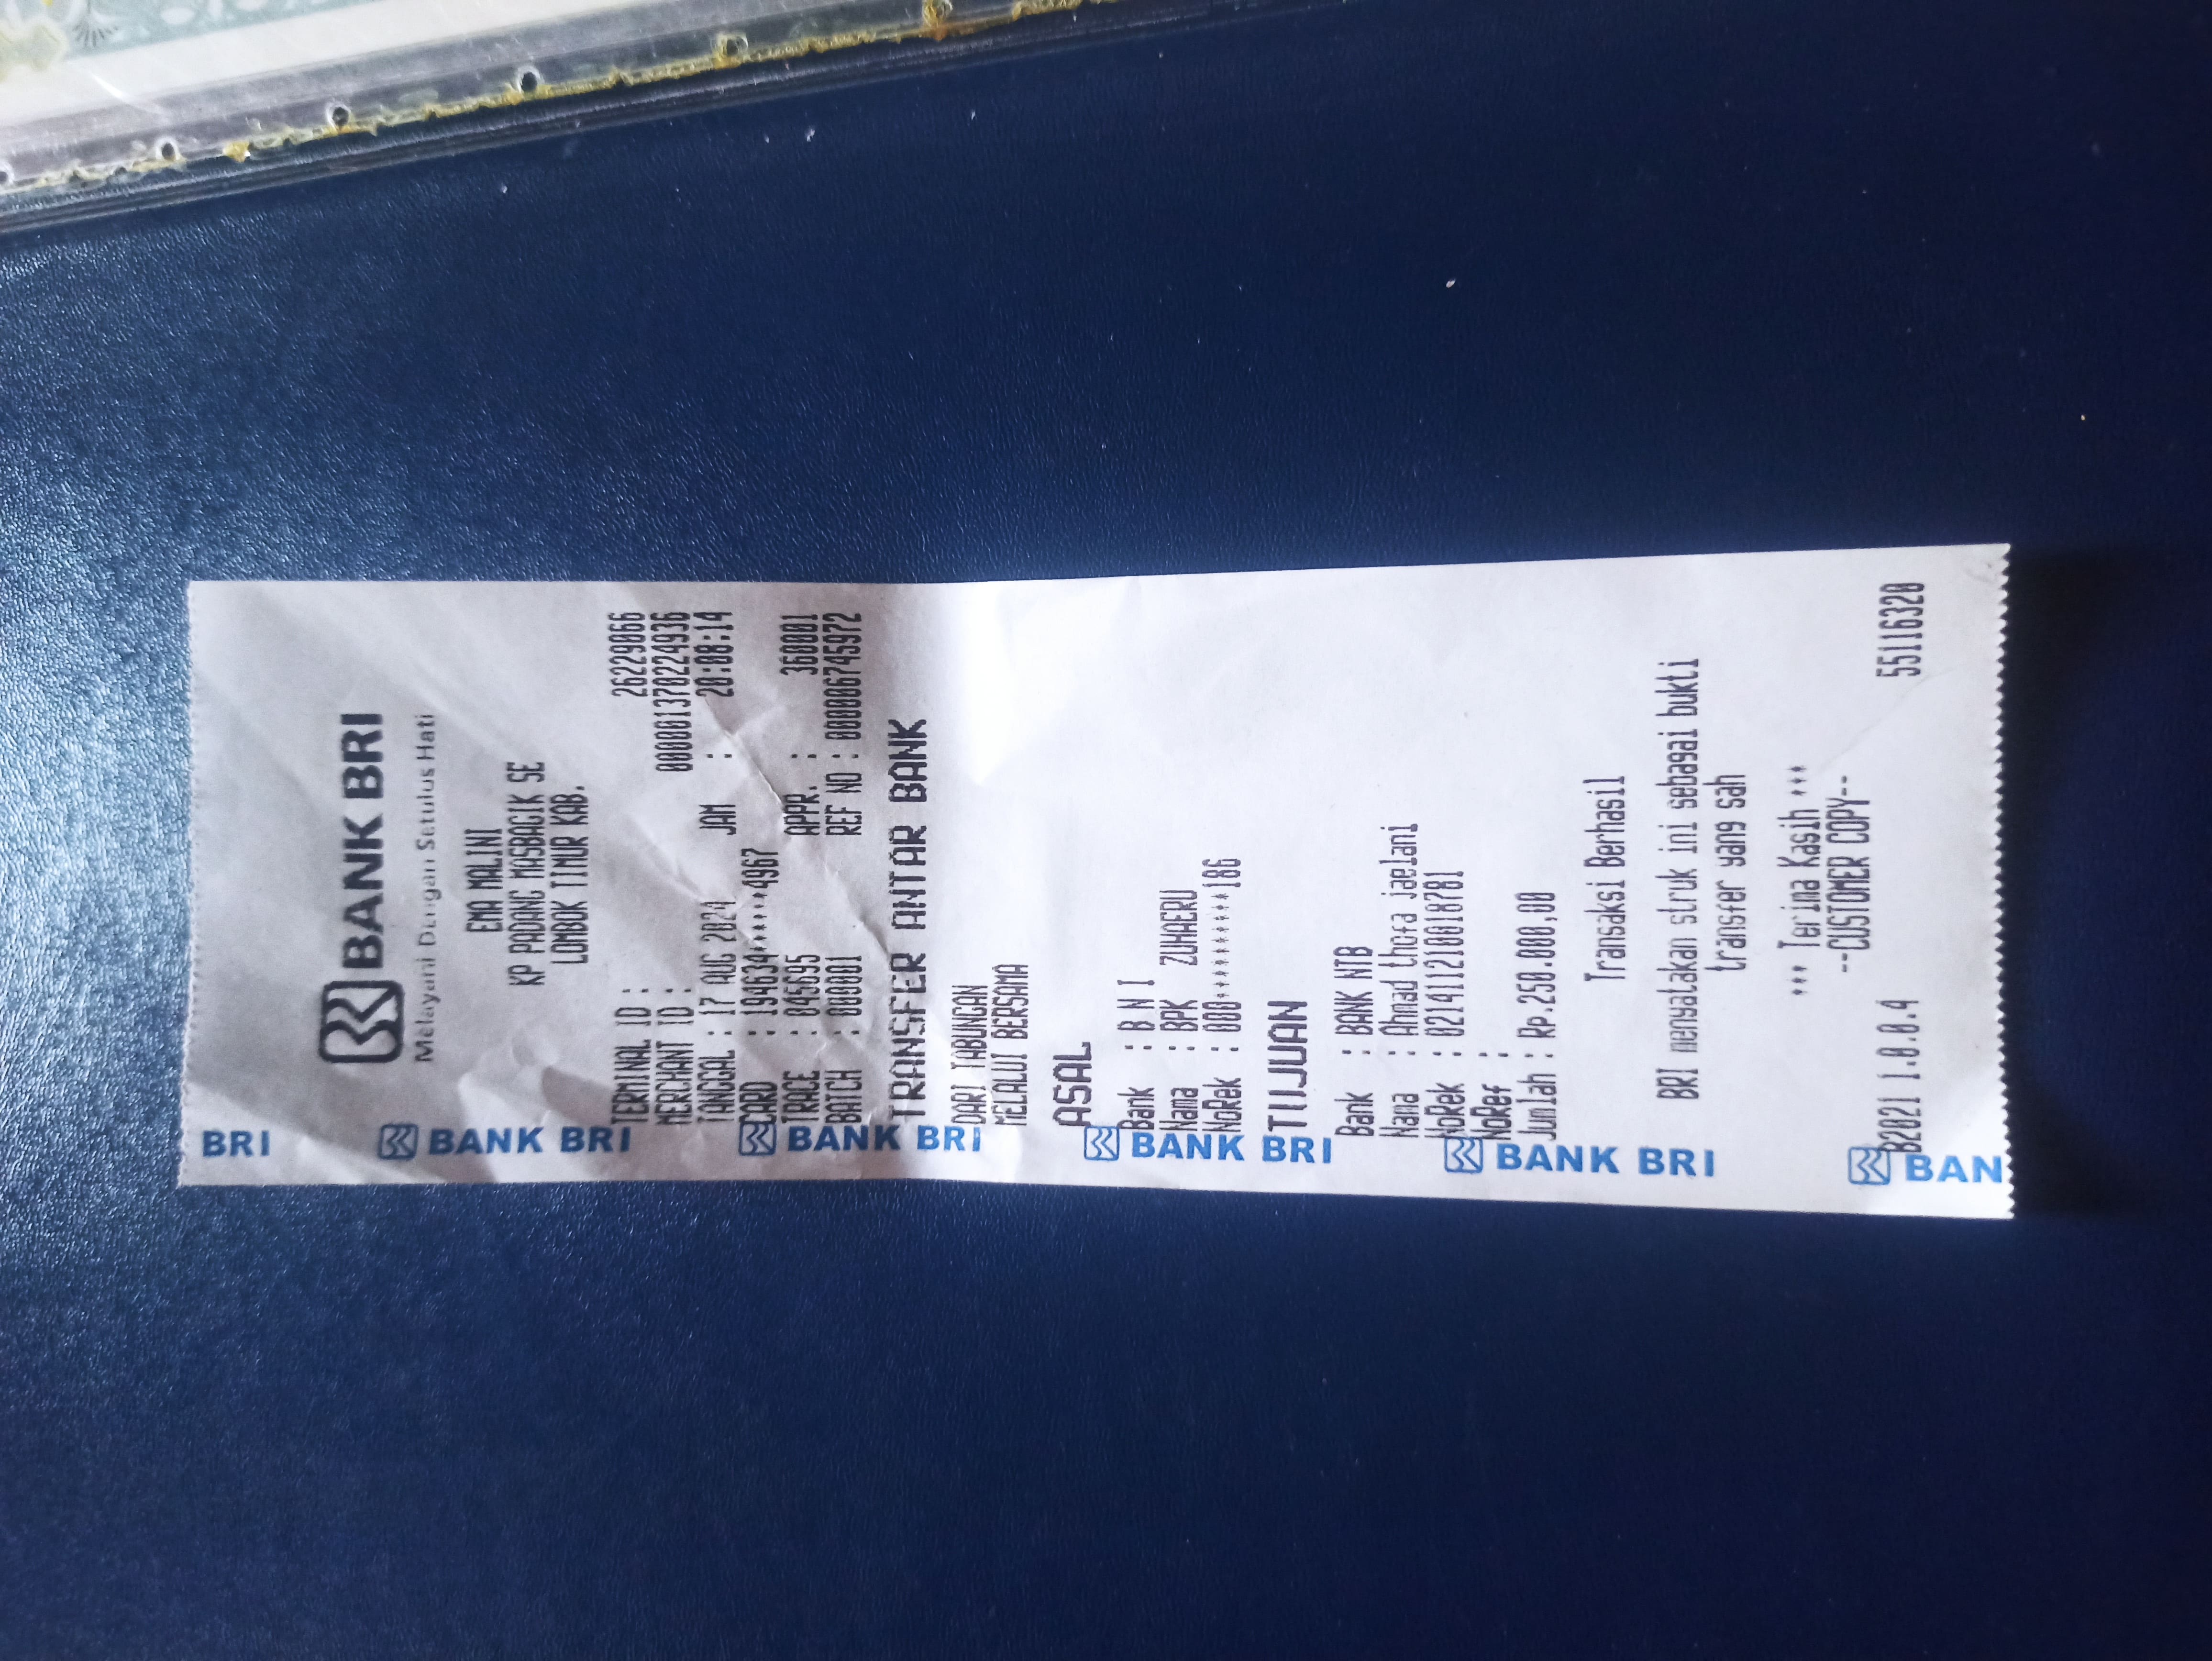 BANK BRI
Melayani Dengan Setulus Hati
EMA MALINI
KP PADANG MASBAGIK SE
LOMBOK TIMUR KAB.
TERMINAL ID : 26229066
MERCHANT ID : 000001370224936
TANGGAL : 17 AUG 2024 JAM : 20:08:14
CARD : 194634******4967
TRACE : 045695 APPR. : 360001
BATCH : 000001 REF NO : 000006745972
TRANSFER ANTAR BANK
DARI TABUNGAN
MELALUI BERSAMA
ASAL
Bank : B N I
Nama : BPK ZUHAERU
NoRek : 000**********186
TUJUAN
Bank : BANK NTB
Nama : Ahmad thofa jaelani
NoRek : 021411210018781
NoRef :
Jumlah : Rp.250.000,00
Transaksi Berhasil
BRI menyatakan struk ini sebagai bukti
transfer yang sah
*** Terima Kasih ***
--CUSTOMER COPY--
B2021 1.0.0.4 55116320
BRI BANK BRI BANK BRI BANK BRI BANK BRI BAN